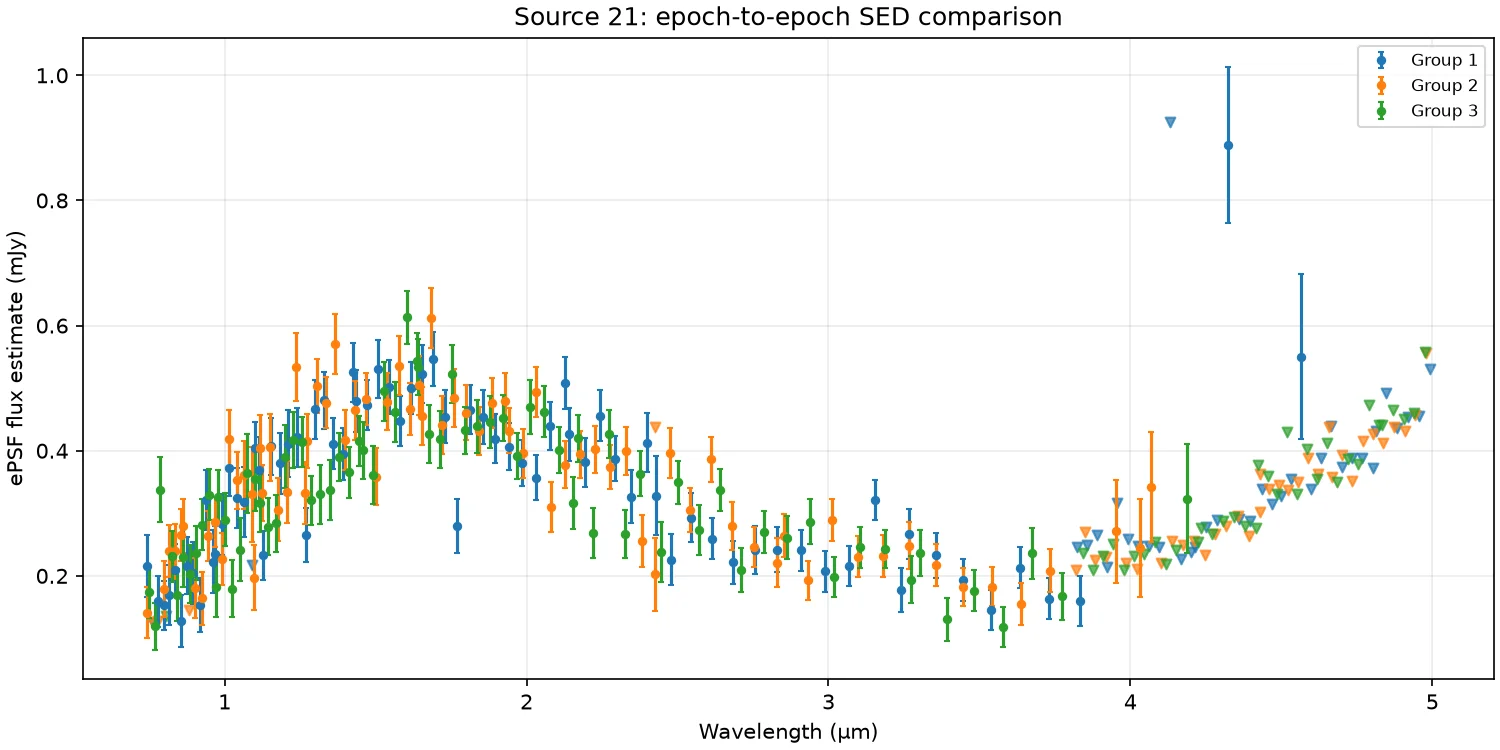 Source 21: epoch-to-epoch SED comparison
Group 1
Group 2
Group 3
ePSF flux estimate (mJy)
1.0
0.8
0.6
0.4
0.2
1 2 3 4 5
Wavelength (µm)